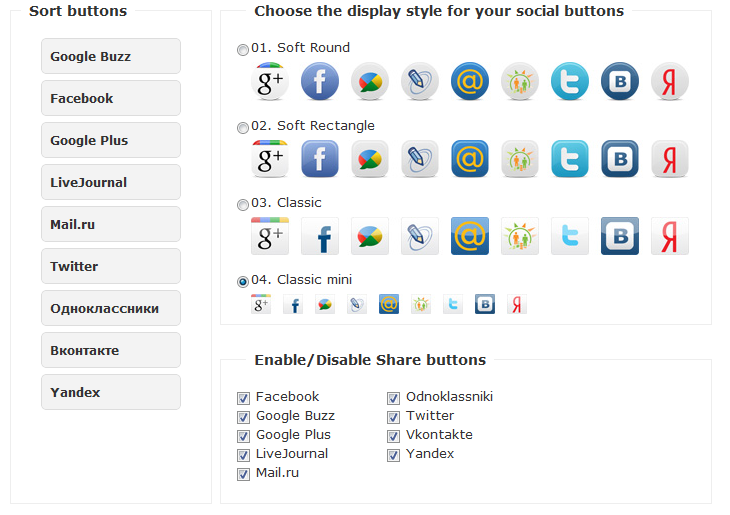 Sort buttons
Google Buzz
Facebook
Google Plus
LiveJournal
Mail.ru
Twitter
Одноклассники
Вконтакте
Yandex
Choose the display style for your social buttons
01. Soft Round
g+ f @ t B Я
02. Soft Rectangle
g+ f @ t B Я
03. Classic
g+ f @ t B Я
04. Classic mini
g+ f @ t B Я
Enable/Disable Share buttons
Facebook
Google Buzz
Google Plus
LiveJournal
Mail.ru
Odnoklassniki
Twitter
Vkontakte
Yandex